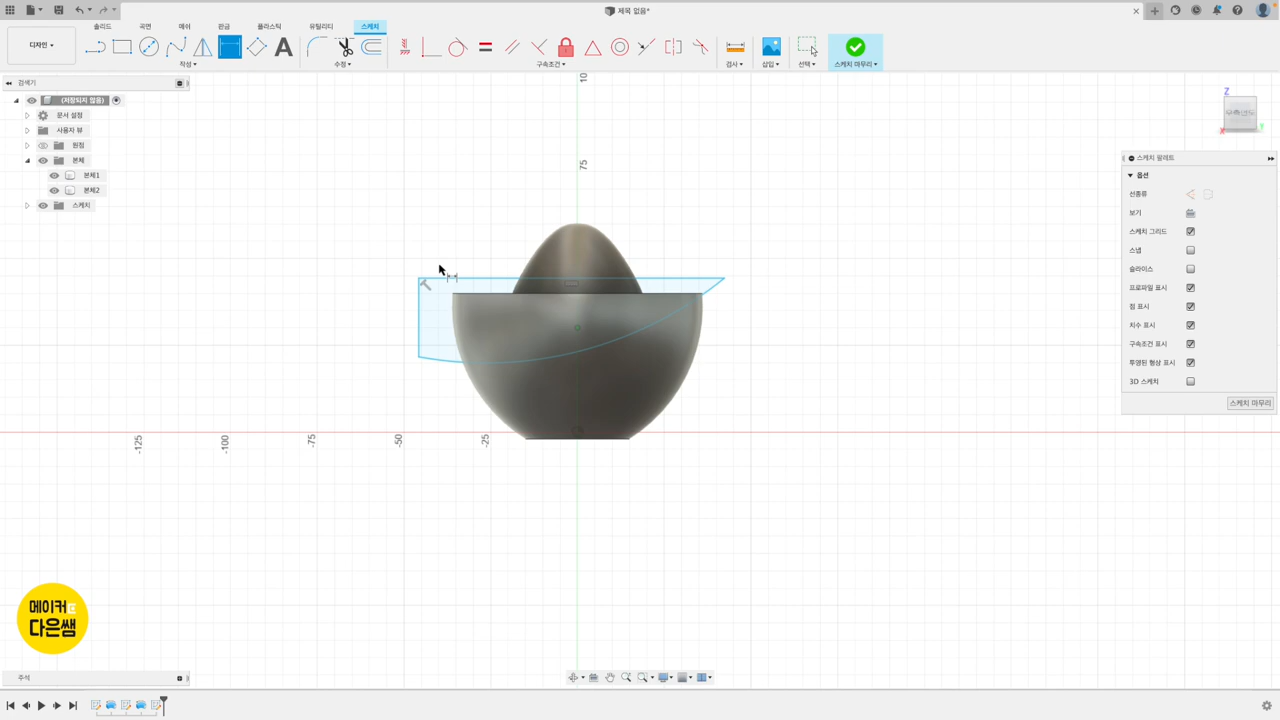 제목 없음*
솔리드
곡면
메쉬
판금
플라스틱
유틸리티
스케치
디자인
작성
수정
구속조건
검사
삽입
선택
스케치 마무리
검색기
(저장되지 않음)
문서 설정
사용자 뷰
원점
본체
본체1
본체2
스케치
Z
우측면도
X
Y
스케치 팔레트
옵션
선종류
보기
스케치 그리드
스냅
슬라이스
프로파일 표시
점 표시
치수 표시
구속조건 표시
투영된 형상 표시
3D 스케치
스케치 마무리
10
75
-125
-100
-75
-50
-25
메이커
다은쌤
주석